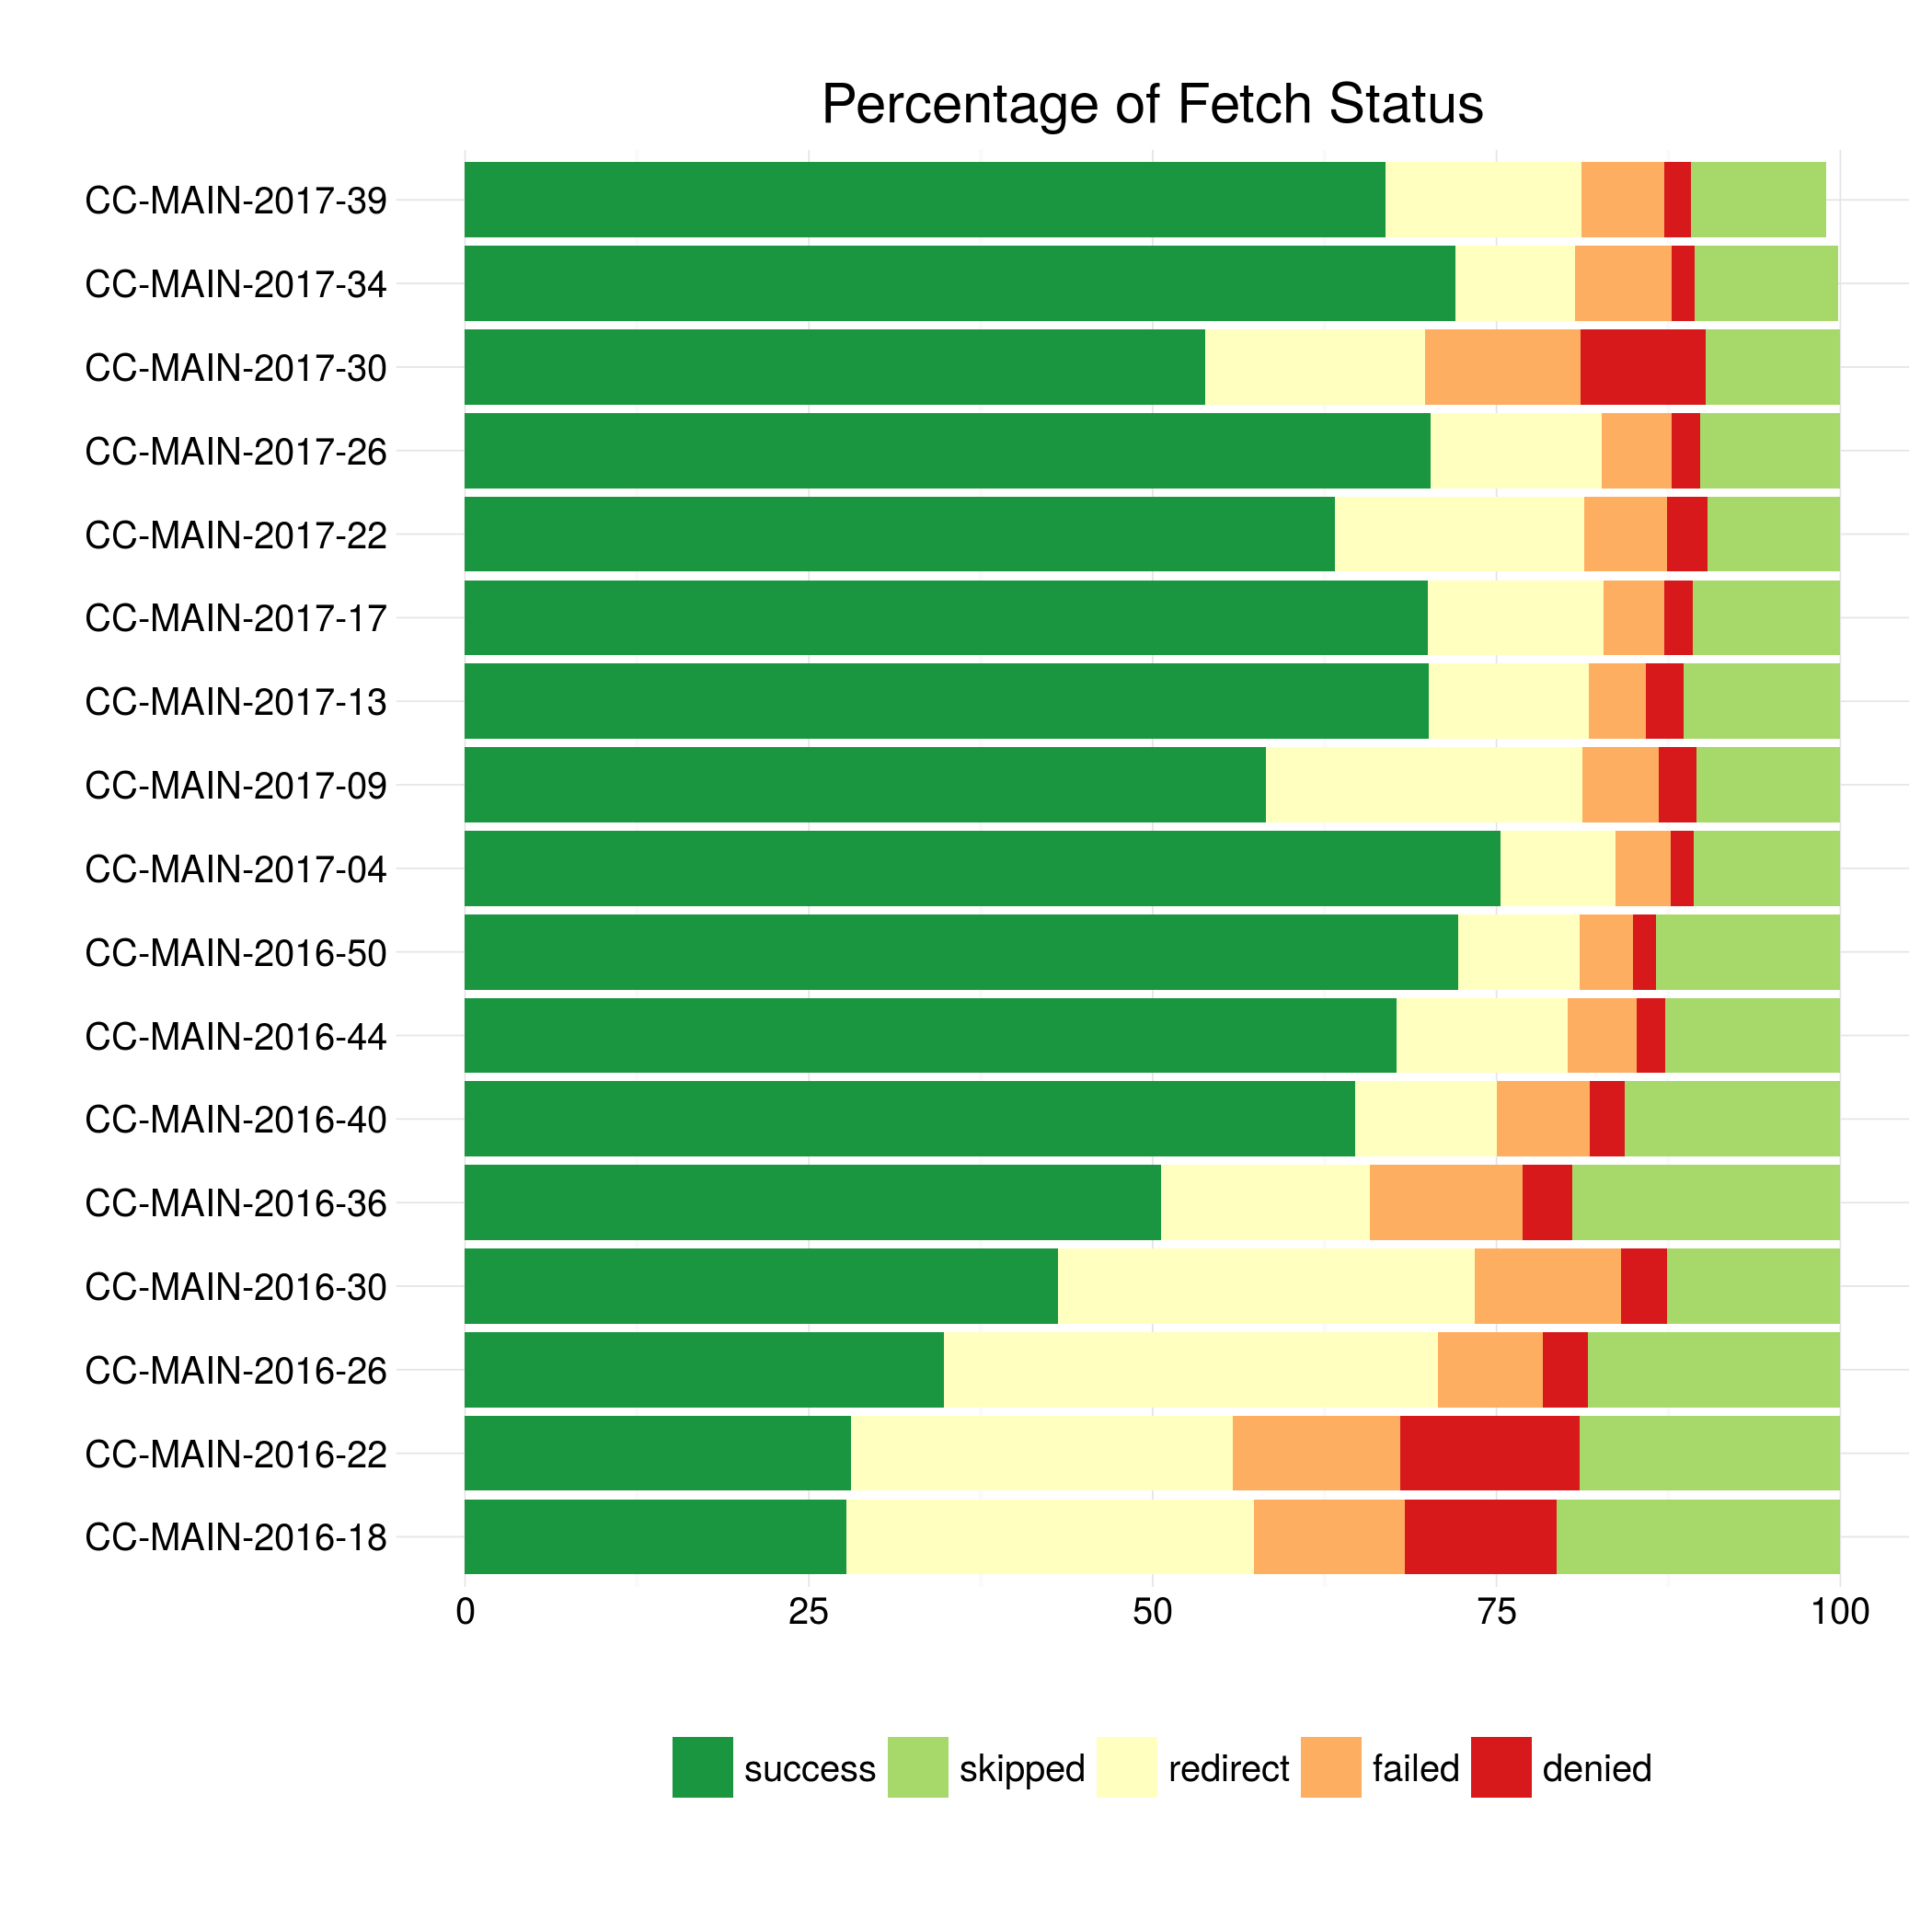 Percentage of Fetch Status
CC-MAIN-2017-39
CC-MAIN-2017-34
CC-MAIN-2017-30
CC-MAIN-2017-26
CC-MAIN-2017-22
CC-MAIN-2017-17
CC-MAIN-2017-13
CC-MAIN-2017-09
CC-MAIN-2017-04
CC-MAIN-2016-50
CC-MAIN-2016-44
CC-MAIN-2016-40
CC-MAIN-2016-36
CC-MAIN-2016-30
CC-MAIN-2016-26
CC-MAIN-2016-22
CC-MAIN-2016-18
0 25 50 75 100
success skipped redirect failed denied